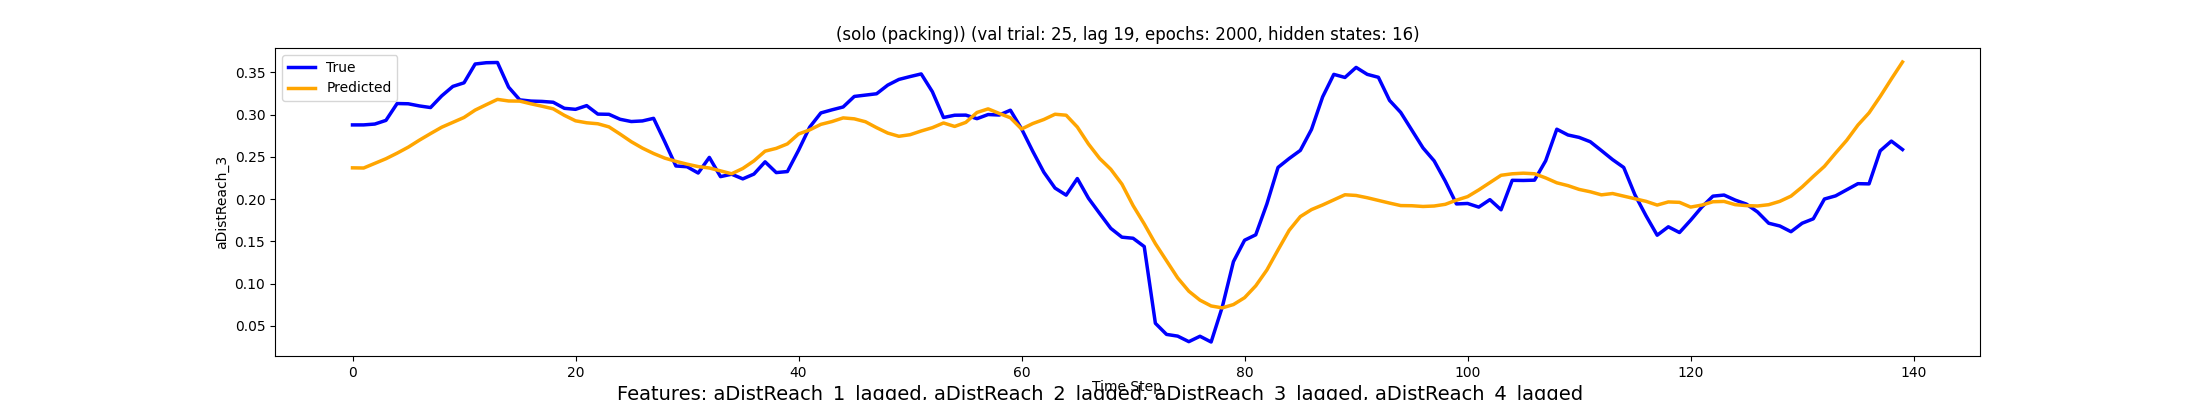 (solo (packing)) (val trial: 25, lag 19, epochs: 2000, hidden states: 16)
True
Predicted
aDistReach_3
0.35
0.30
0.25
0.20
0.15
0.10
0.05
0 20 40 60 80 100 120 140
Time Step
Features: aDistReach_1_lagged, aDistReach_2_lagged, aDistReach_3_lagged, aDistReach_4_lagged